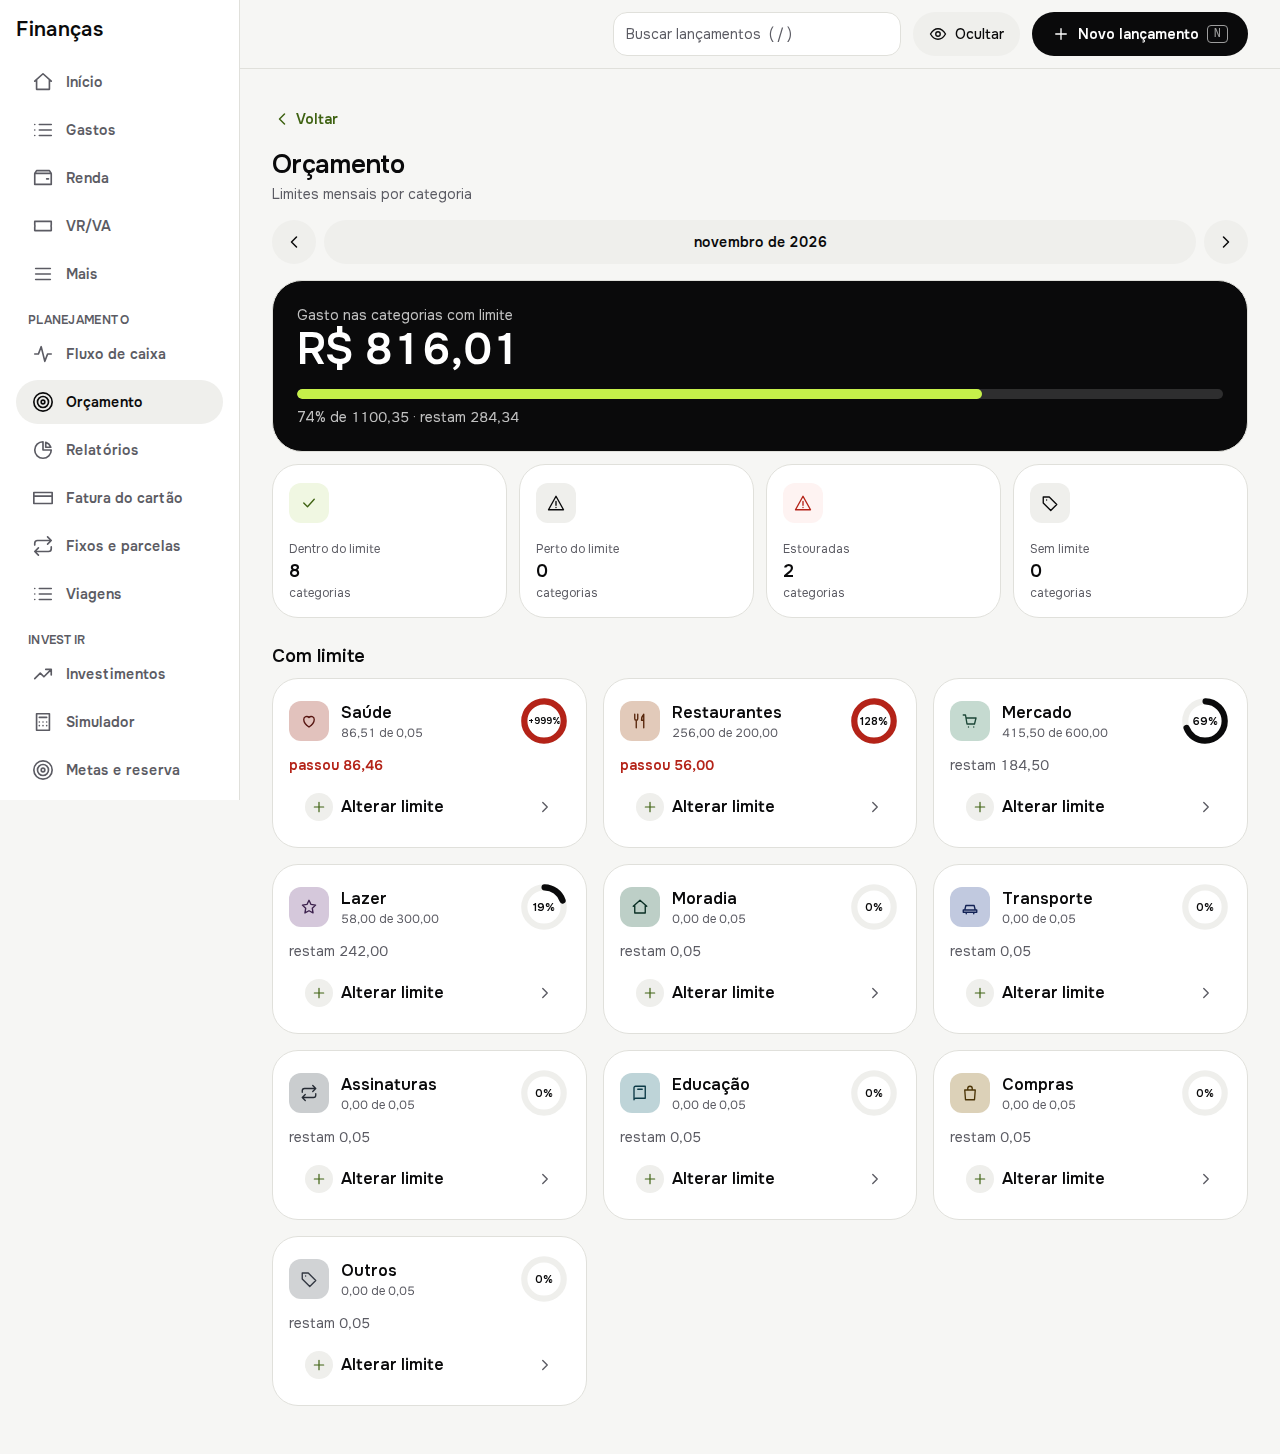 Finanças
Buscar lançamentos ( / )
Ocultar
Novo lançamento N
Início
Gastos
Renda
VR/VA
Mais
PLANEJAMENTO
Fluxo de caixa
Orçamento
Relatórios
Fatura do cartão
Fixos e parcelas
Viagens
INVESTIR
Investimentos
Simulador
Metas e reserva
Voltar
Orçamento
Limites mensais por categoria
novembro de 2026
Gasto nas categorias com limite
R$ 816,01
74% de 1100,35 · restam 284,34
Dentro do limite
8
categorias
Perto do limite
0
categorias
Estouradas
2
categorias
Sem limite
0
categorias
Com limite
Saúde
86,51 de 0,05
+999%
passou 86,46
Alterar limite
Restaurantes
256,00 de 200,00
128%
passou 56,00
Alterar limite
Mercado
415,50 de 600,00
69%
restam 184,50
Alterar limite
Lazer
58,00 de 300,00
19%
restam 242,00
Alterar limite
Moradia
0,00 de 0,05
0%
restam 0,05
Alterar limite
Transporte
0,00 de 0,05
0%
restam 0,05
Alterar limite
Assinaturas
0,00 de 0,05
0%
restam 0,05
Alterar limite
Educação
0,00 de 0,05
0%
restam 0,05
Alterar limite
Compras
0,00 de 0,05
0%
restam 0,05
Alterar limite
Outros
0,00 de 0,05
0%
restam 0,05
Alterar limite